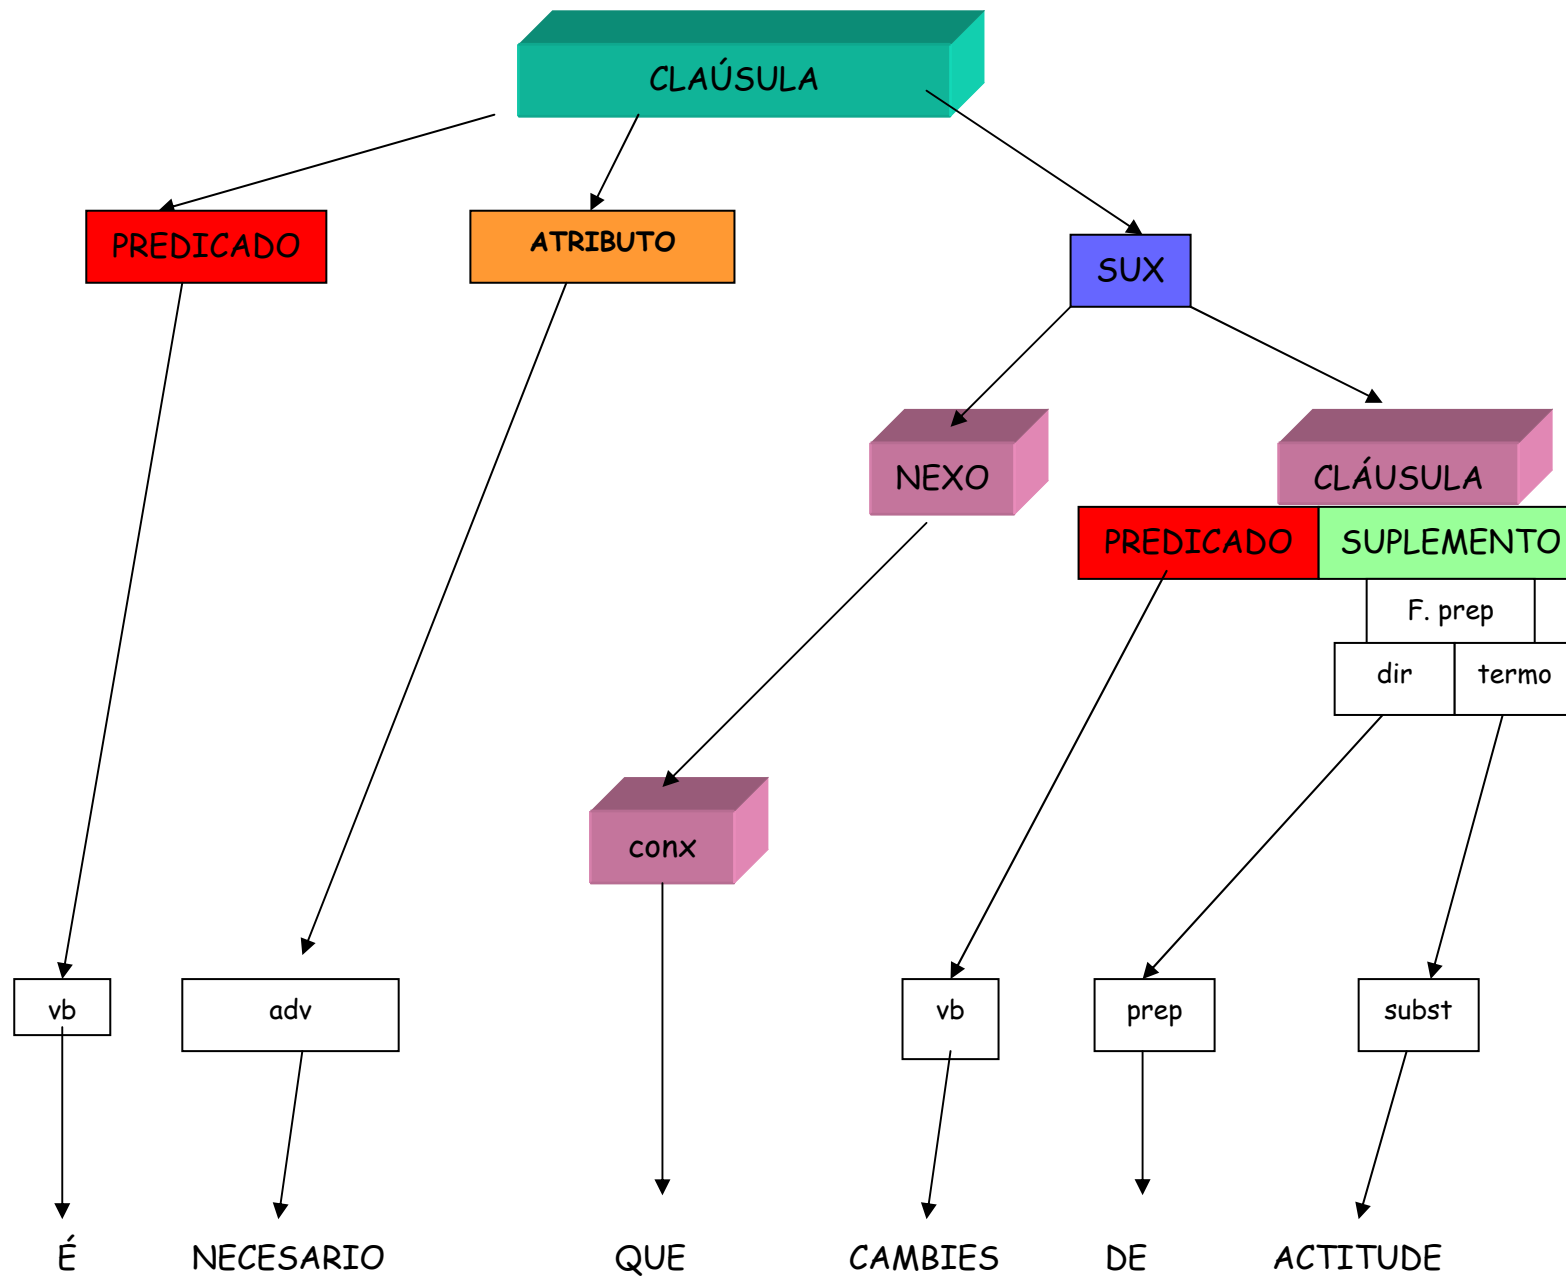 CLAÚSULA
PREDICADO
ATRIBUTO
SUX
NEXO
CLÁUSULA
PREDICADO
SUPLEMENTO
F. prep
dir
termo
conx
vb
adv
vb
prep
subst
É NECESARIO QUE CAMBIES DE ACTITUDE